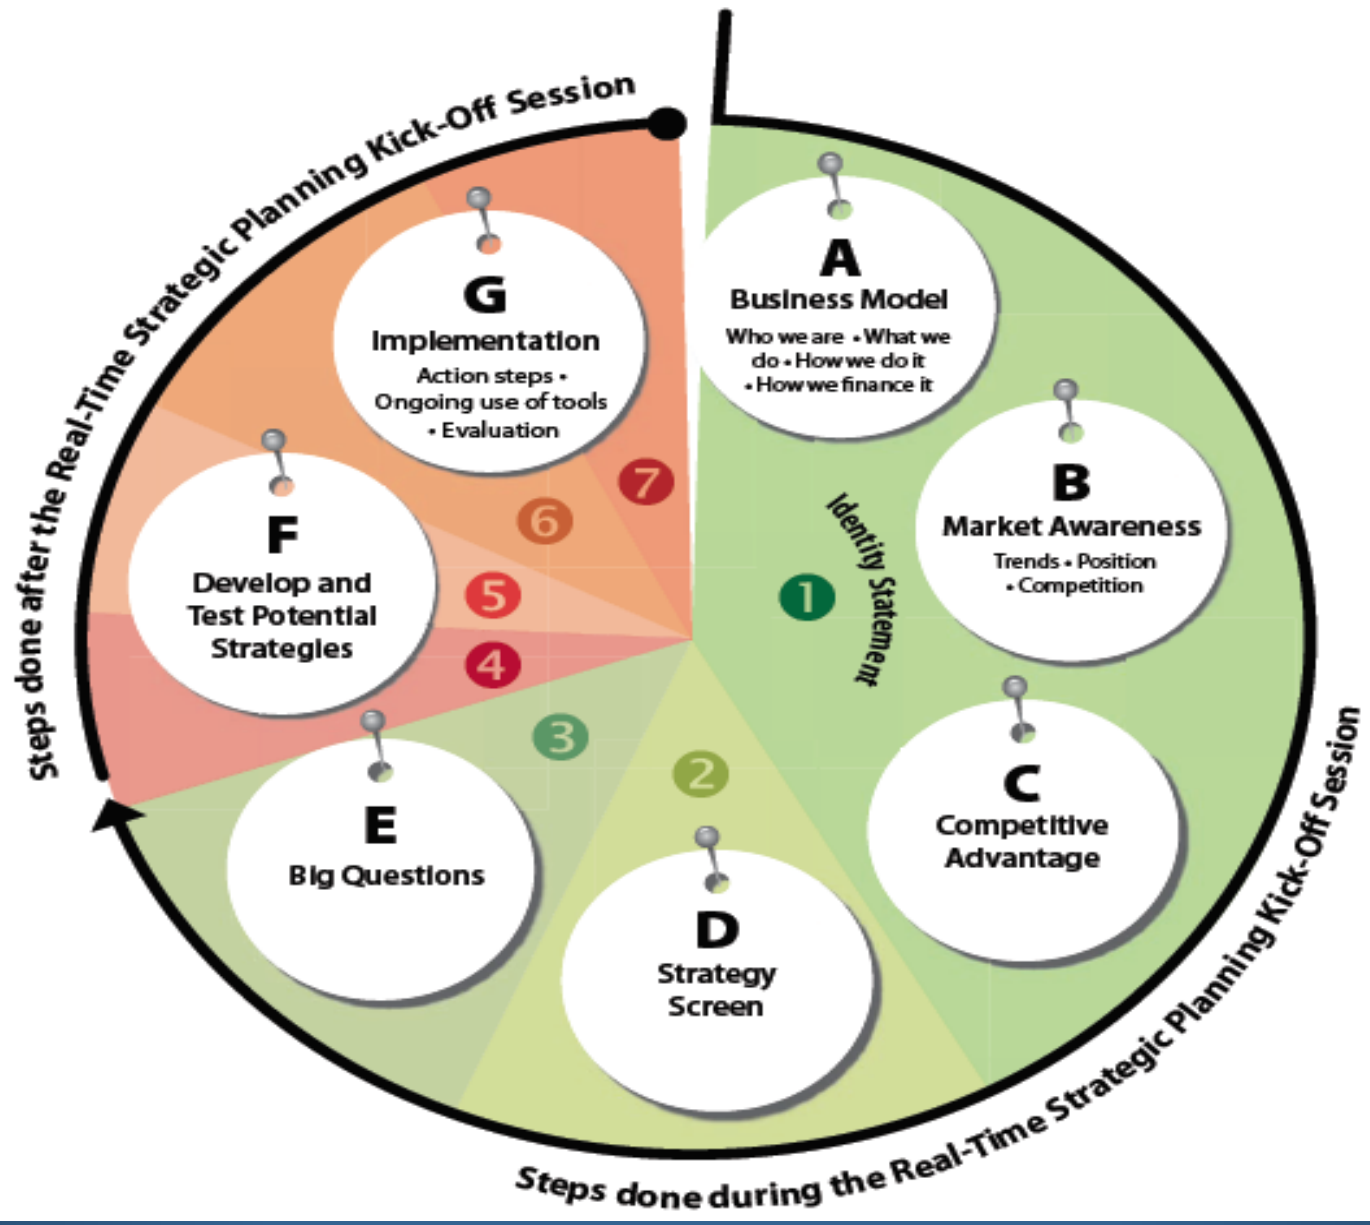 Steps done after the Real-Time Strategic Planning Kick-Off Session
A
Business Model
Who we are • What we
do • How we do it
• How we finance it
B
Market Awareness
Trends • Position
• Competition
Identity Statement
1
C
Competitive
Advantage
2
D
Strategy
Screen
3
E
Big Questions
4
5
F
Develop and
Test Potential
Strategies
6
7
G
Implementation
Action steps •
Ongoing use of tools
• Evaluation
Steps done during the Real-Time Strategic Planning Kick-Off Session